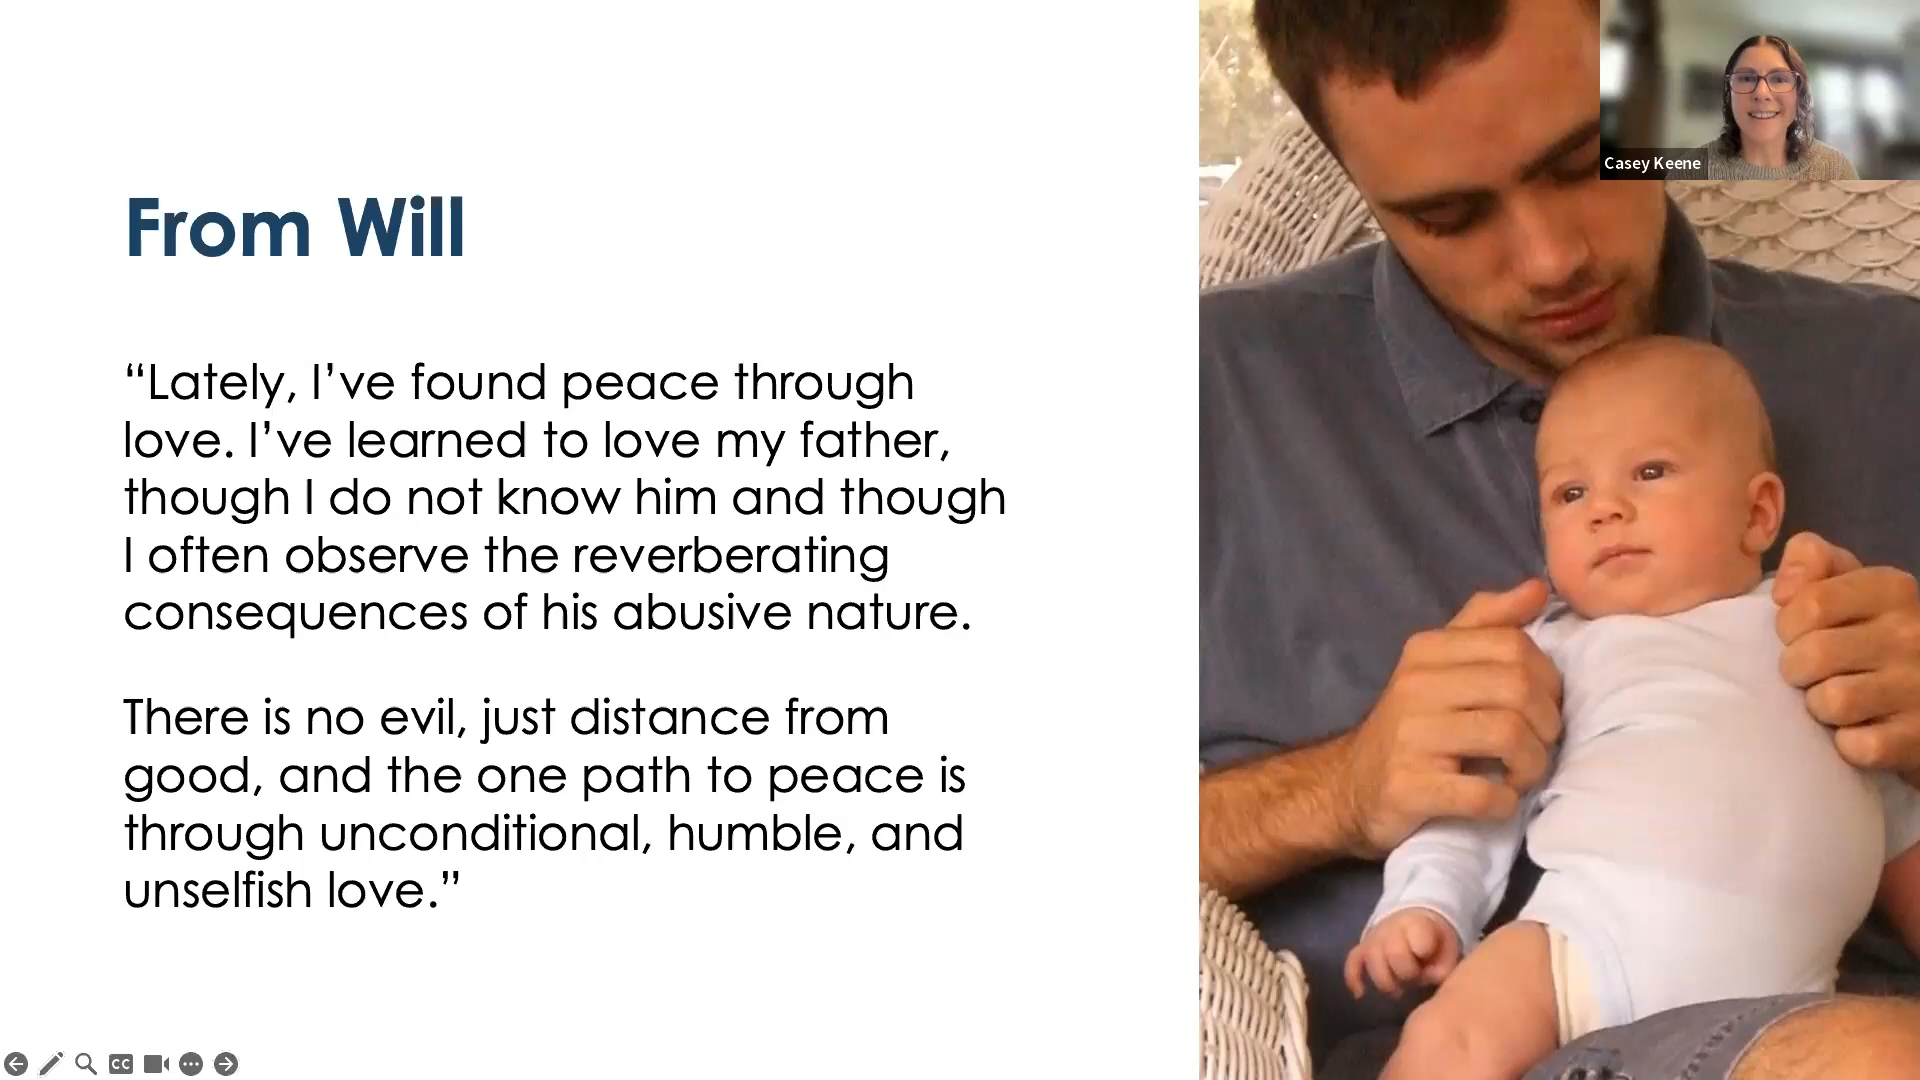 Casey Keene
From Will
“Lately, I’ve found peace through
love. I’ve learned to love my father,
though I do not know him and though
I often observe the reverberating
consequences of his abusive nature.
There is no evil, just distance from
good, and the one path to peace is
through unconditional, humble, and
unselfish love.”
CC